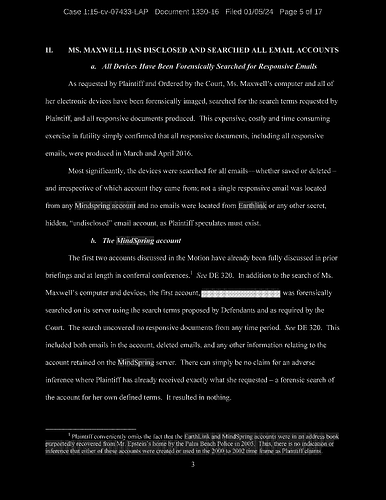 Case 1:15-cv-07433-LAP Document 1330-16 Filed 01/05/24 Page 5 of 17
II. MS. MAXWELL HAS DISCLOSED AND SEARCHED ALL EMAIL ACCOUNTS
a. All Devices Have Been Forensically Searched for Responsive Emails
As requested by Plaintiff and Ordered by the Court, Ms. Maxwell's computer and all of
her electronic devices have been forensically imaged, searched for the search terms requested by
Plaintiff, and all responsive documents produced. This expensive, costly and time consuming
exercise in futility simply confirmed that all responsive documents, including all responsive
emails, were produced in March and April 2016.
Most significantly, the devices were searched for all emails—whether saved or deleted–
and irrespective of which account they came from; not a single responsive email was located
from any Mindspring account and no emails were located from Earthlink or any other secret,
hidden, "undisclosed" email account, as Plaintiff speculates must exist.
b. The MindSpring account
The first two accounts discussed in the Motion have already been fully discussed in prior
briefings and at length in conferral conferences.1 See DE 320. In addition to the search of Ms.
Maxwell's computer and devices, the first account, was forensically
searched on its server using the search terms proposed by Defendants and as required by the
Court. The search uncovered no responsive documents from any time period. See DE 320. This
included both emails in the account, deleted emails, and any other information relating to the
account retained on the MindSpring server. There can simply be no claim for an adverse
inference where Plaintiff has already received exactly what she requested – a forensic search of
the account for her own defined terms. It resulted in nothing.
1 Plaintiff conveniently omits the fact that the EarthLink and MindSpring accounts were in an address book
purportedly recovered from Mr. Epstein's home by the Palm Beach Police in 2005. Thus, there is no indication or
inference that either of these accounts were created or used in the 2000 to 2002 time frame as Plaintiff claims.
3